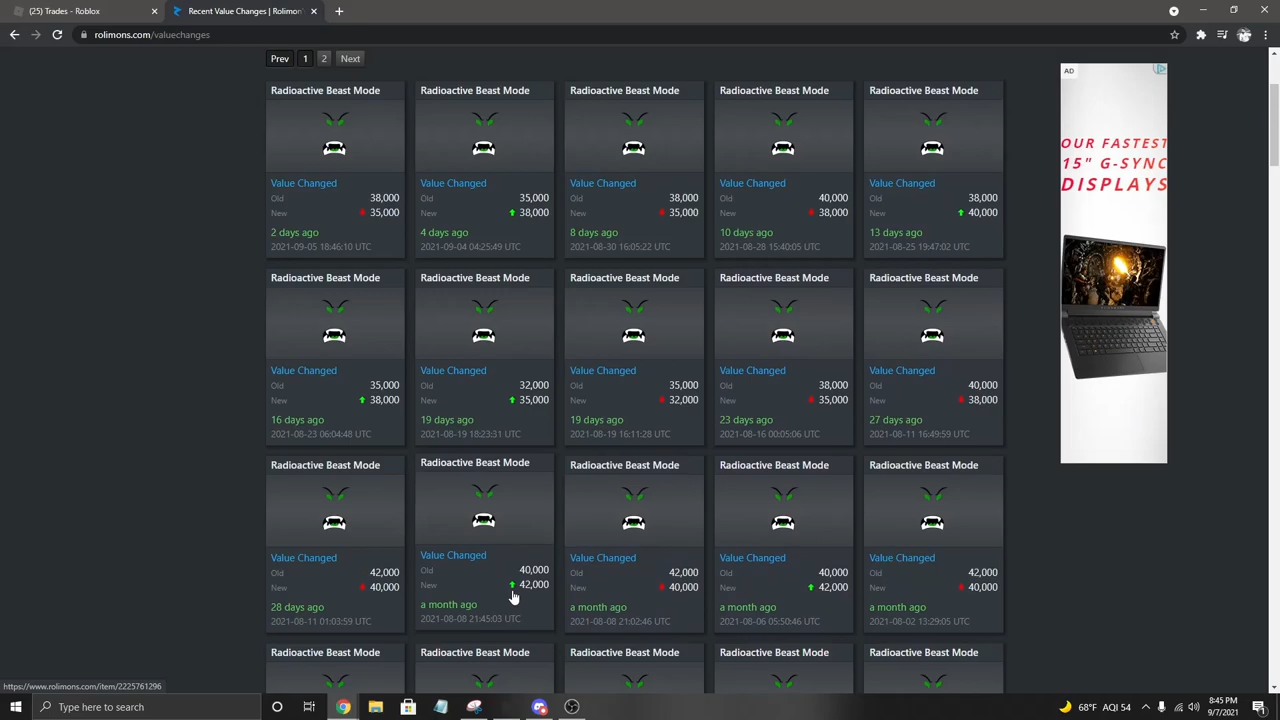 (25) Trades - Roblox
Recent Value Changes | Rolimon's
rolimons.com/valuechanges
Prev 1 2 Next
Radioactive Beast Mode
Value Changed
Old 38,000
New 35,000
2 days ago
2021-09-05 18:46:10 UTC
Radioactive Beast Mode
Value Changed
Old 35,000
New 38,000
4 days ago
2021-09-04 04:25:49 UTC
Radioactive Beast Mode
Value Changed
Old 38,000
New 35,000
8 days ago
2021-08-30 16:05:22 UTC
Radioactive Beast Mode
Value Changed
Old 40,000
New 38,000
10 days ago
2021-08-28 15:40:05 UTC
Radioactive Beast Mode
Value Changed
Old 38,000
New 40,000
13 days ago
2021-08-25 19:47:02 UTC
Radioactive Beast Mode
Value Changed
Old 35,000
New 38,000
16 days ago
2021-08-23 06:04:48 UTC
Radioactive Beast Mode
Value Changed
Old 32,000
New 35,000
19 days ago
2021-08-19 18:23:31 UTC
Radioactive Beast Mode
Value Changed
Old 35,000
New 32,000
19 days ago
2021-08-19 16:11:28 UTC
Radioactive Beast Mode
Value Changed
Old 38,000
New 35,000
23 days ago
2021-08-16 00:05:06 UTC
Radioactive Beast Mode
Value Changed
Old 40,000
New 38,000
27 days ago
2021-08-11 16:49:59 UTC
Radioactive Beast Mode
Value Changed
Old 42,000
New 40,000
28 days ago
2021-08-11 01:03:59 UTC
Radioactive Beast Mode
Value Changed
Old 40,000
New 42,000
a month ago
2021-08-08 21:45:03 UTC
Radioactive Beast Mode
Value Changed
Old 42,000
New 40,000
a month ago
2021-08-08 21:02:46 UTC
Radioactive Beast Mode
Value Changed
Old 40,000
New 42,000
a month ago
2021-08-06 05:50:46 UTC
Radioactive Beast Mode
Value Changed
Old 42,000
New 40,000
a month ago
2021-08-02 13:29:05 UTC
Radioactive Beast Mode
Radioactive Beast Mode
Radioactive Beast Mode
Radioactive Beast Mode
Radioactive Beast Mode
AD
OUR FASTEST
15" G-SYNC
DISPLAYS
https://www.rolimons.com/item/2225761296
Type here to search
68°F AQI 54
8:45 PM
9/7/2021